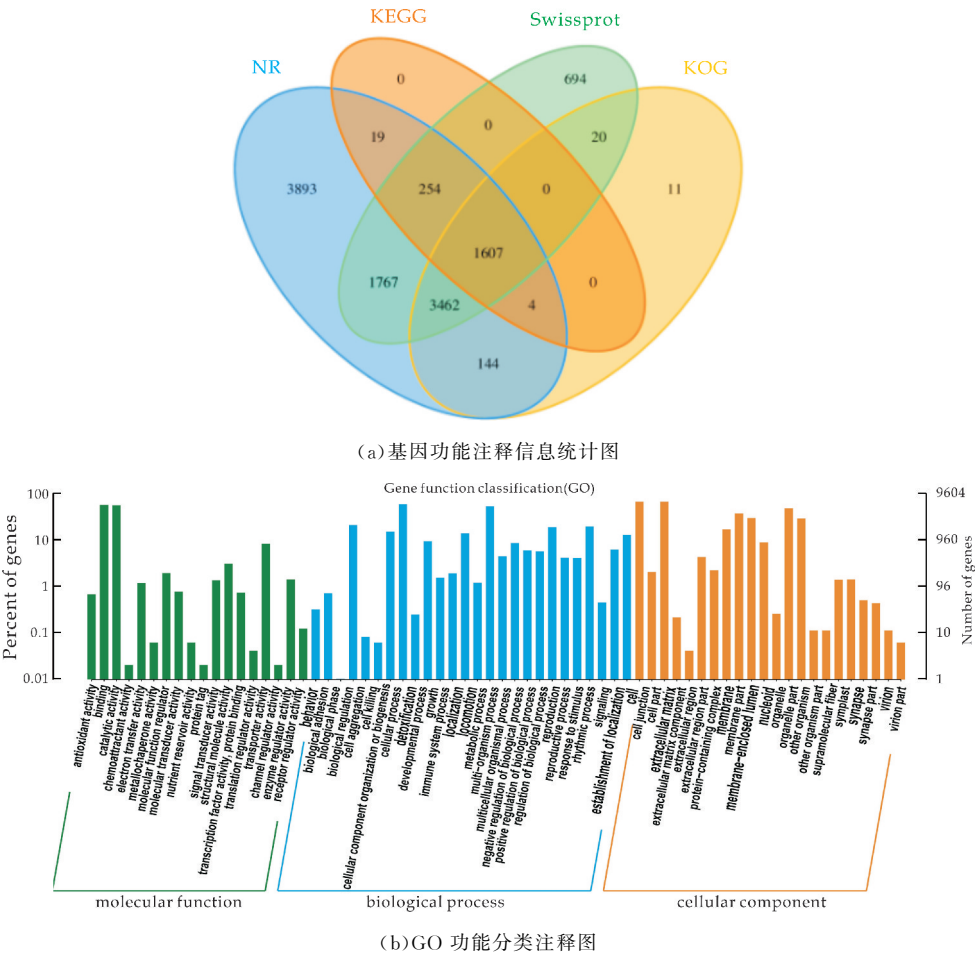 KEGG
Swissprot
NR
KOG
0
694
19
0
20
3893
254
0
11
1607
1767
3462
4
0
144
(a)基因功能注释信息统计图
Gene function classification(GO)
Percent of genes
100
10
1
0.1
0.01
Number of genes
9604
960
96
10
1
antioxidant activity
binding
catalytic activity
chemoattractant activity
electron transfer activity
metallochaperone activity
molecular function regulator
molecular transducer activity
nutrient reservoir activity
protein tag
signal transducer activity
structural molecule activity
transcription factor activity, protein binding
translation regulator activity
transporter activity
channel regulator activity
enzyme regulator activity
receptor regulator activity
behavior
biological adhesion
biological phase
biological regulation
cell aggregation
cell killing
cellular component organization or biogenesis
cellular process
detoxification
developmental process
growth
immune system process
localization
locomotion
metabolic process
multi-organism process
multicellular organismal process
negative regulation of biological process
positive regulation of biological process
regulation of biological process
reproduction
reproductive process
response to stimulus
rhythmic process
signaling
establishment of localization
cell
cell junction
cell part
extracellular matrix
extracellular matrix component
extracellular region
extracellular region part
protein-containing complex
membrane
membrane part
membrane-enclosed lumen
nucleoid
organelle
organelle part
other organism
other organism part
supramolecular fiber
symplast
synapse
synapse part
virion
virion part
molecular function
biological process
cellular component
(b)GO 功能分类注释图